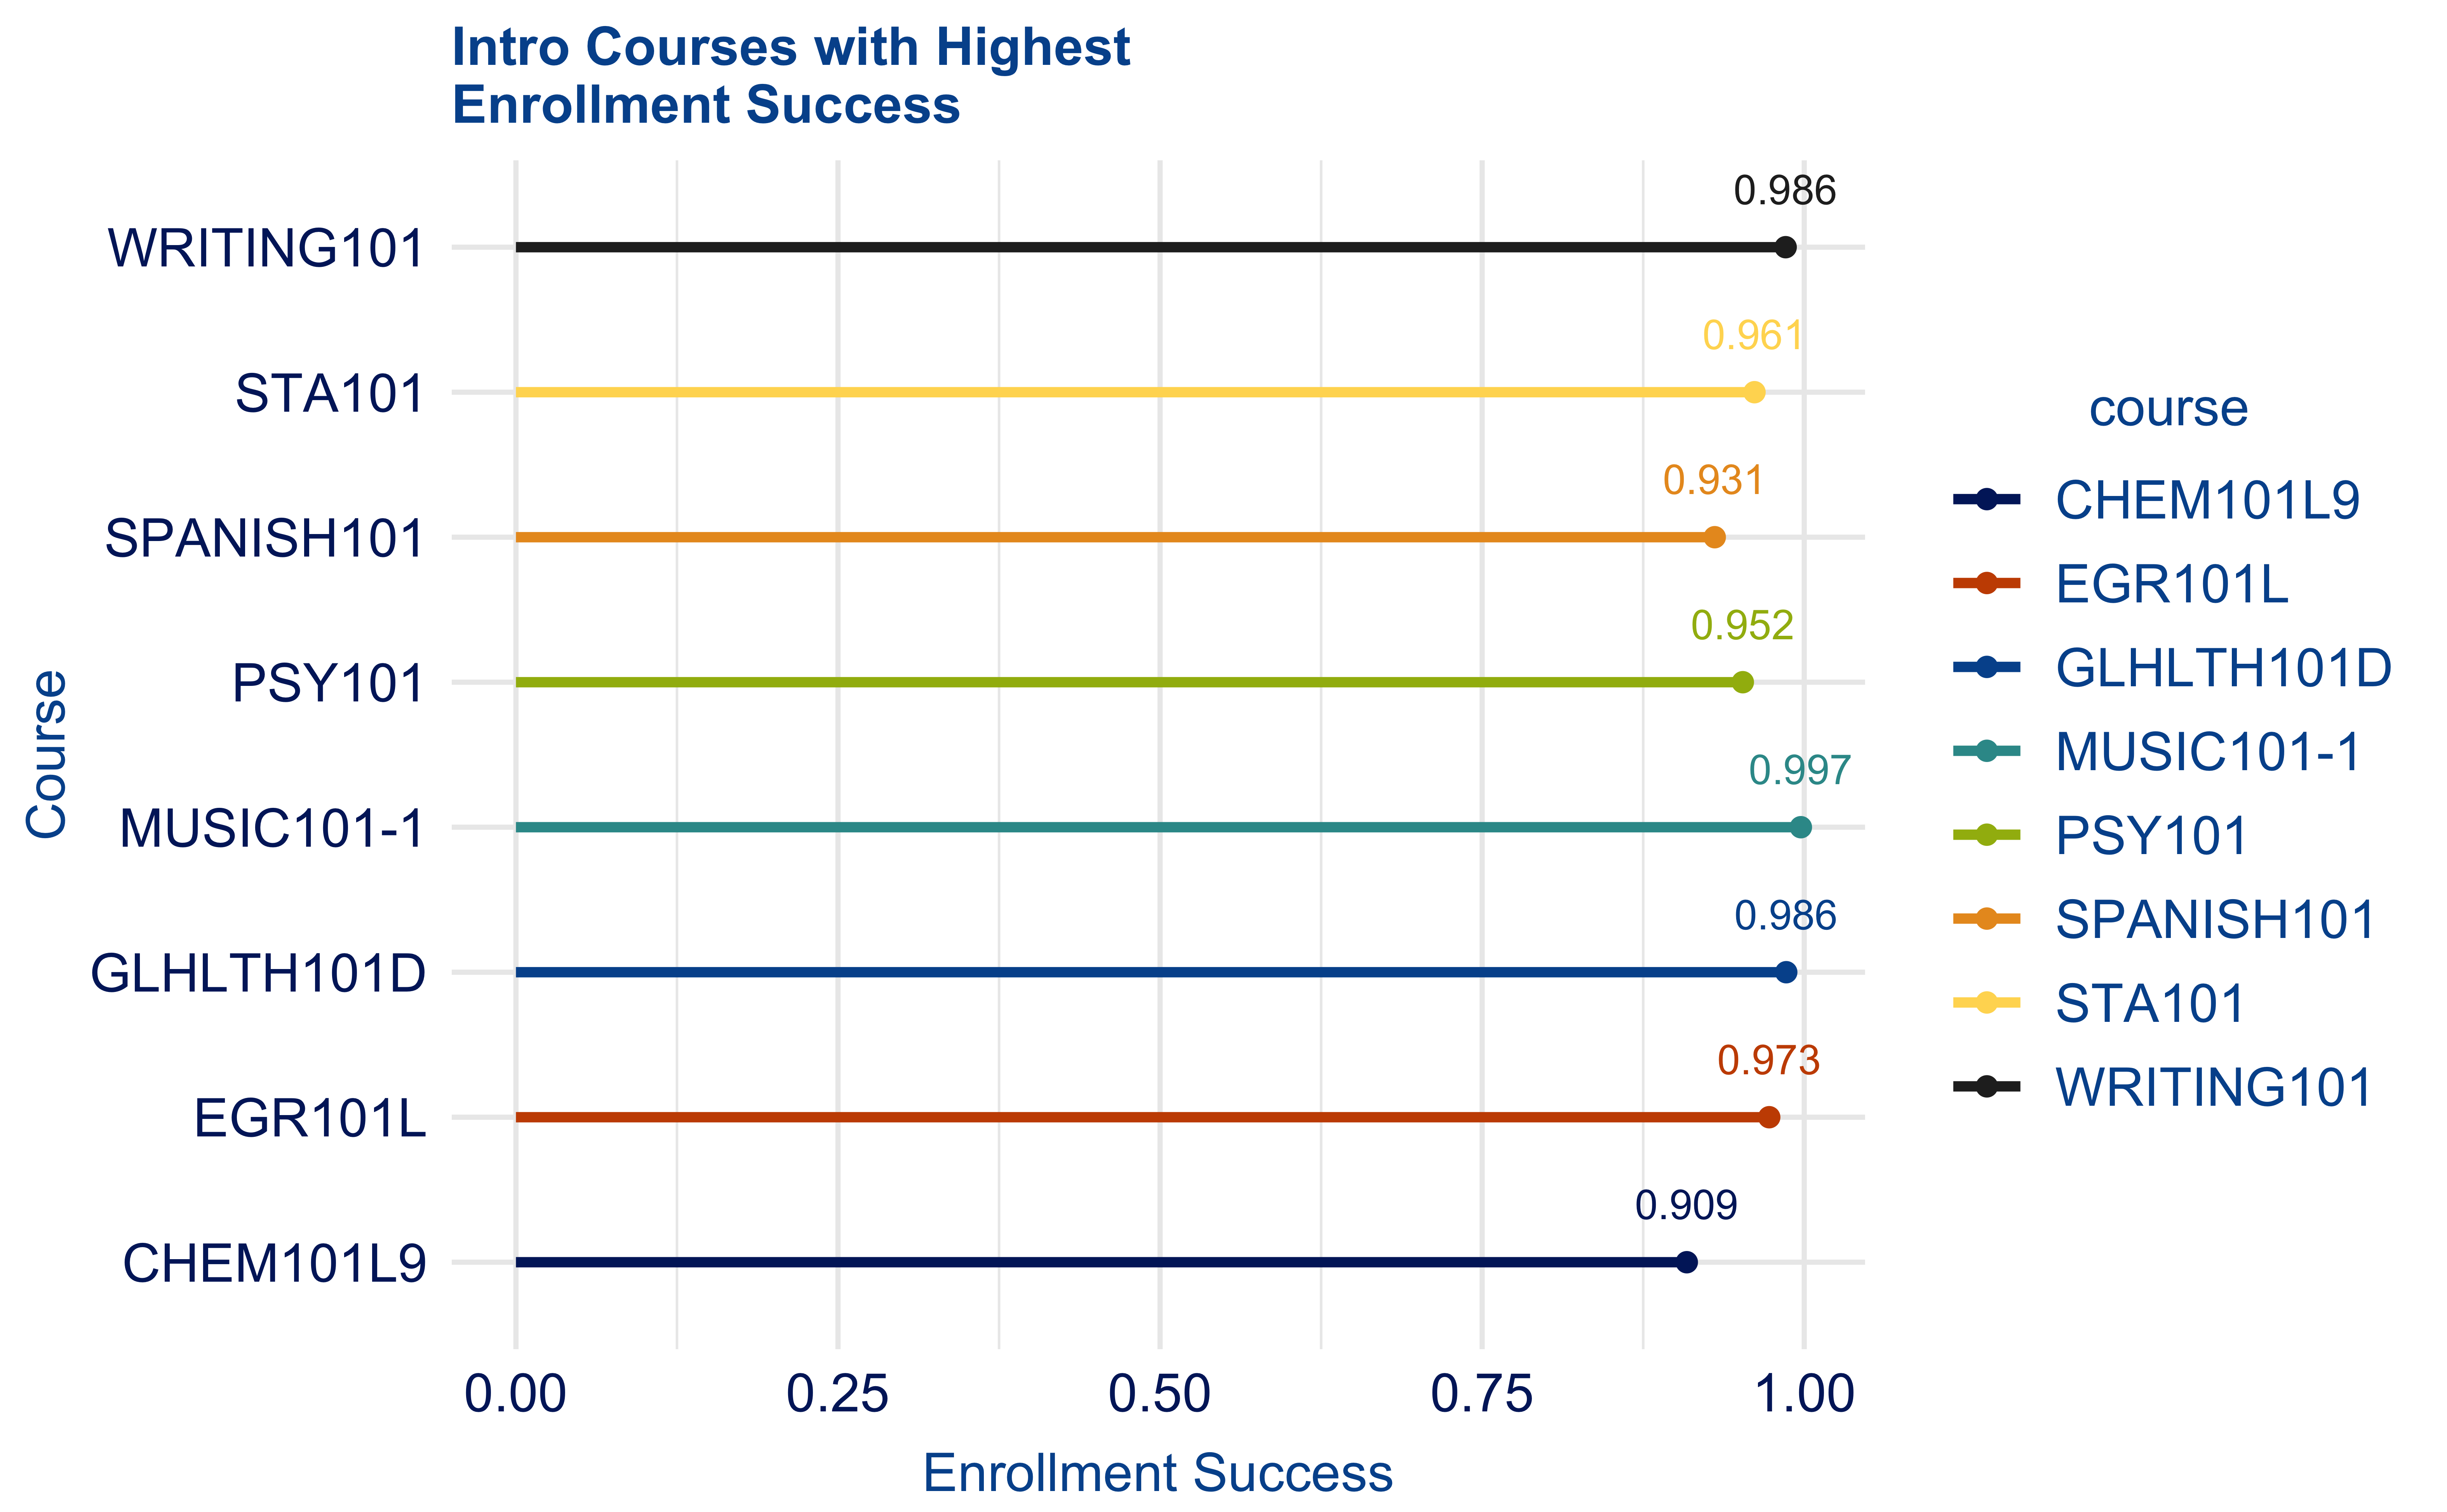 Intro Courses with Highest
Enrollment Success
Course
WRITING101
0.986
STA101
0.961
SPANISH101
0.931
PSY101
0.952
MUSIC101-1
0.997
GLHLTH101D
0.986
EGR101L
0.973
CHEM101L9
0.909
0.00 0.25 0.50 0.75 1.00
Enrollment Success
course
CHEM101L9
EGR101L
GLHLTH101D
MUSIC101-1
PSY101
SPANISH101
STA101
WRITING101